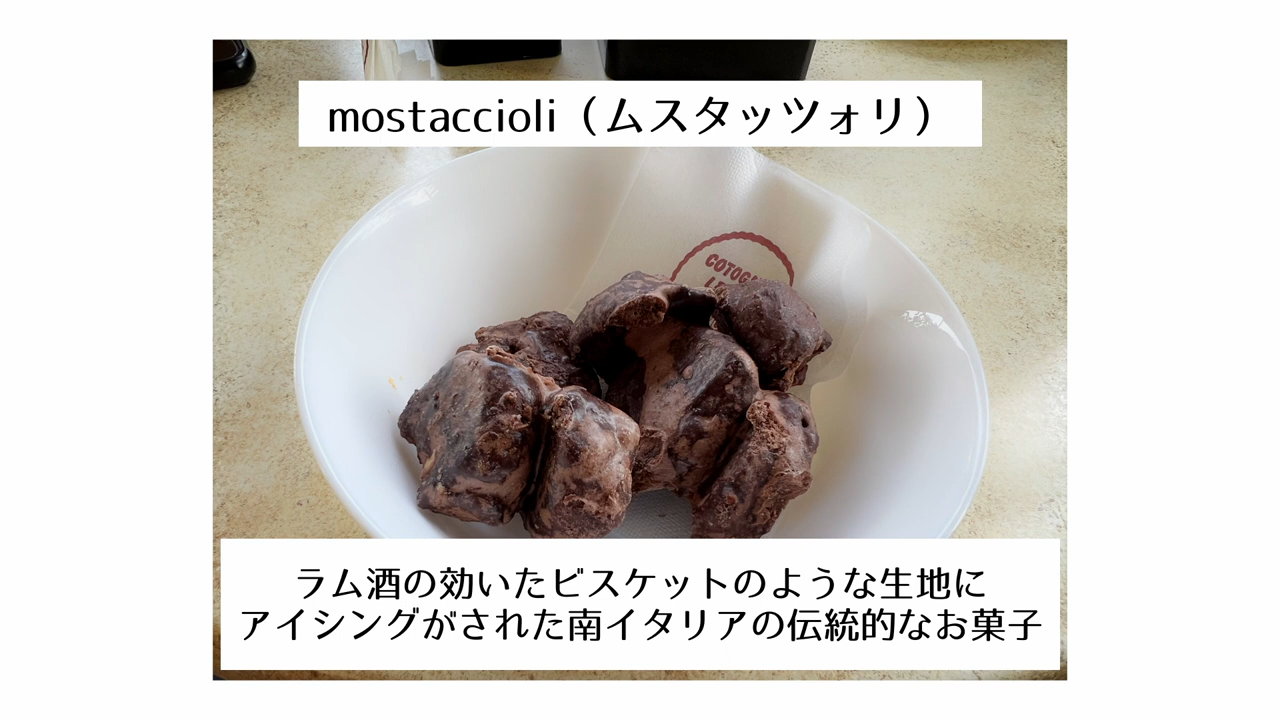 mostaccioli（ムスタッツォリ）
ラム酒の効いたビスケットのような生地に
アイシングがされた南イタリアの伝統的なお菓子